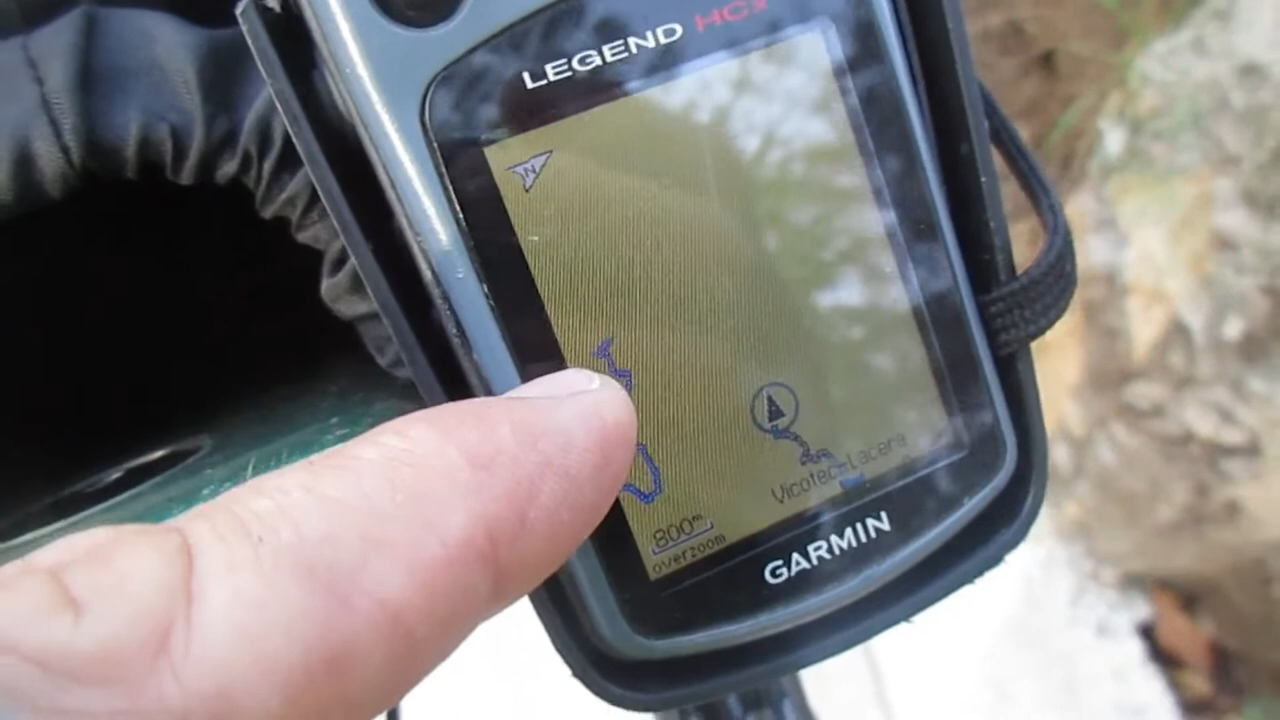 LEGEND HCx
N
Vicotec-Lacera
800m
overzoom
GARMIN